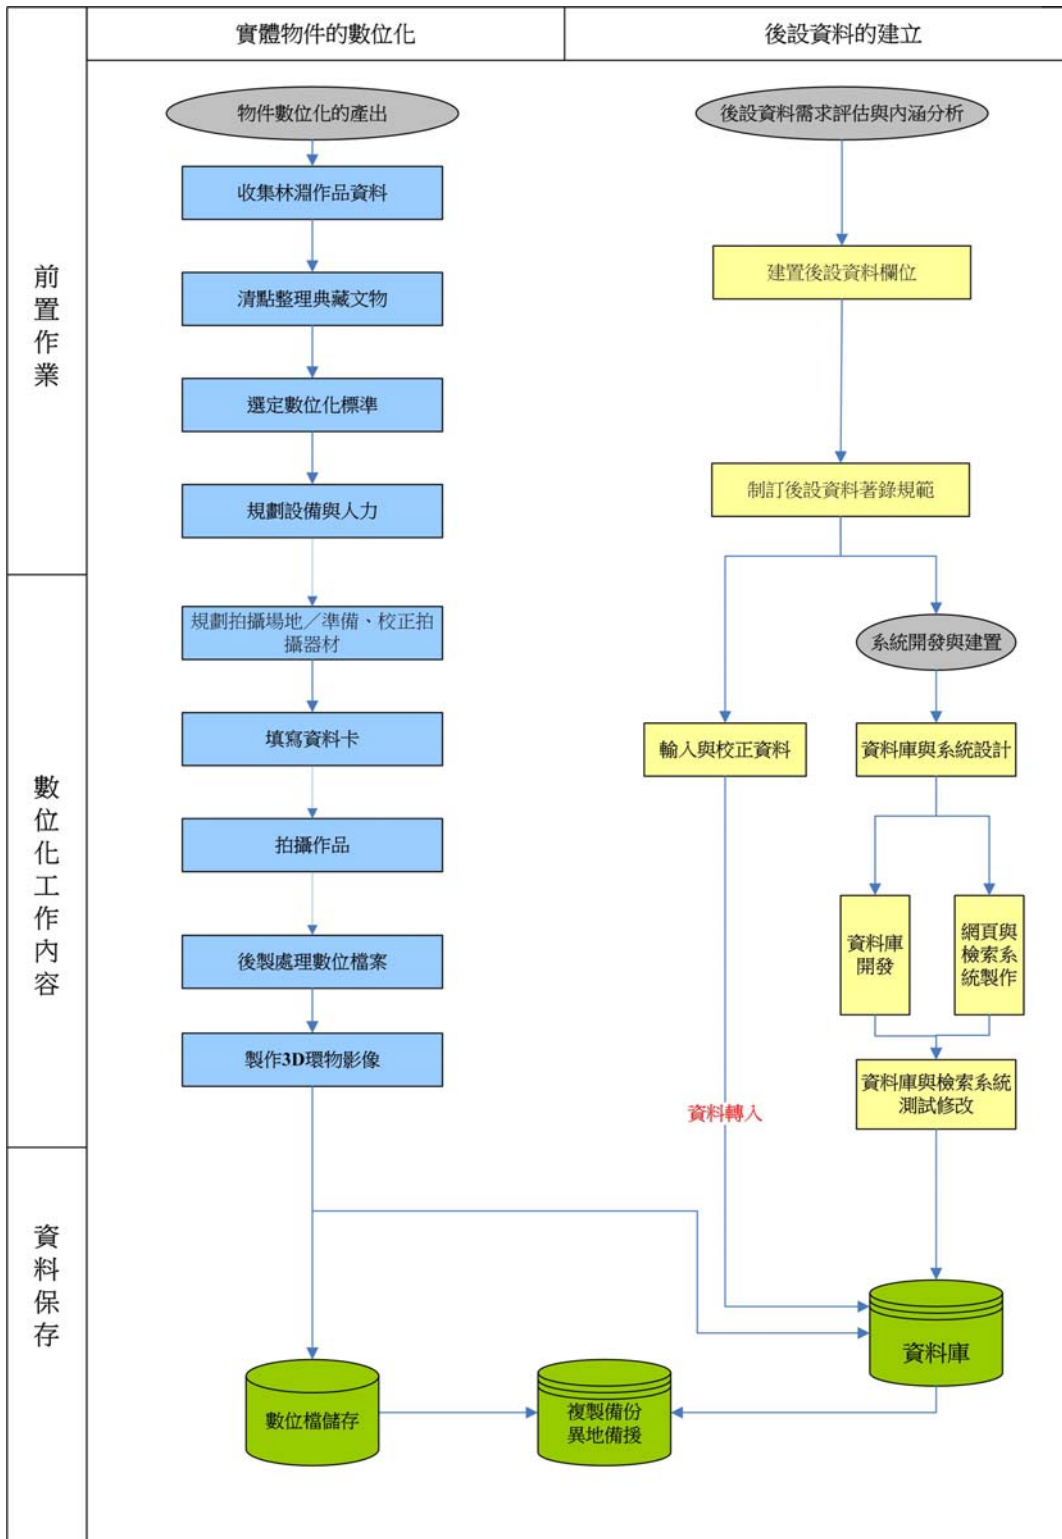 實體物件的數位化
後設資料的建立
前置作業
物件數位化的產出
收集林淵作品資料
清點整理典藏文物
選定數位化標準
規劃設備與人力
後設資料需求評估與內涵分析
建置後設資料欄位
制訂後設資料著錄規範
數位化工作內容
規劃拍攝場地／準備、校正拍
攝器材
填寫資料卡
拍攝作品
後製處理數位檔案
製作3D環物影像
系統開發與建置
輸入與校正資料
資料庫與系統設計
資料庫
開發
網頁與
檢索系
統製作
資料庫與檢索系統
測試修改
資料轉入
資料保存
數位檔儲存
複製備份
異地備援
資料庫